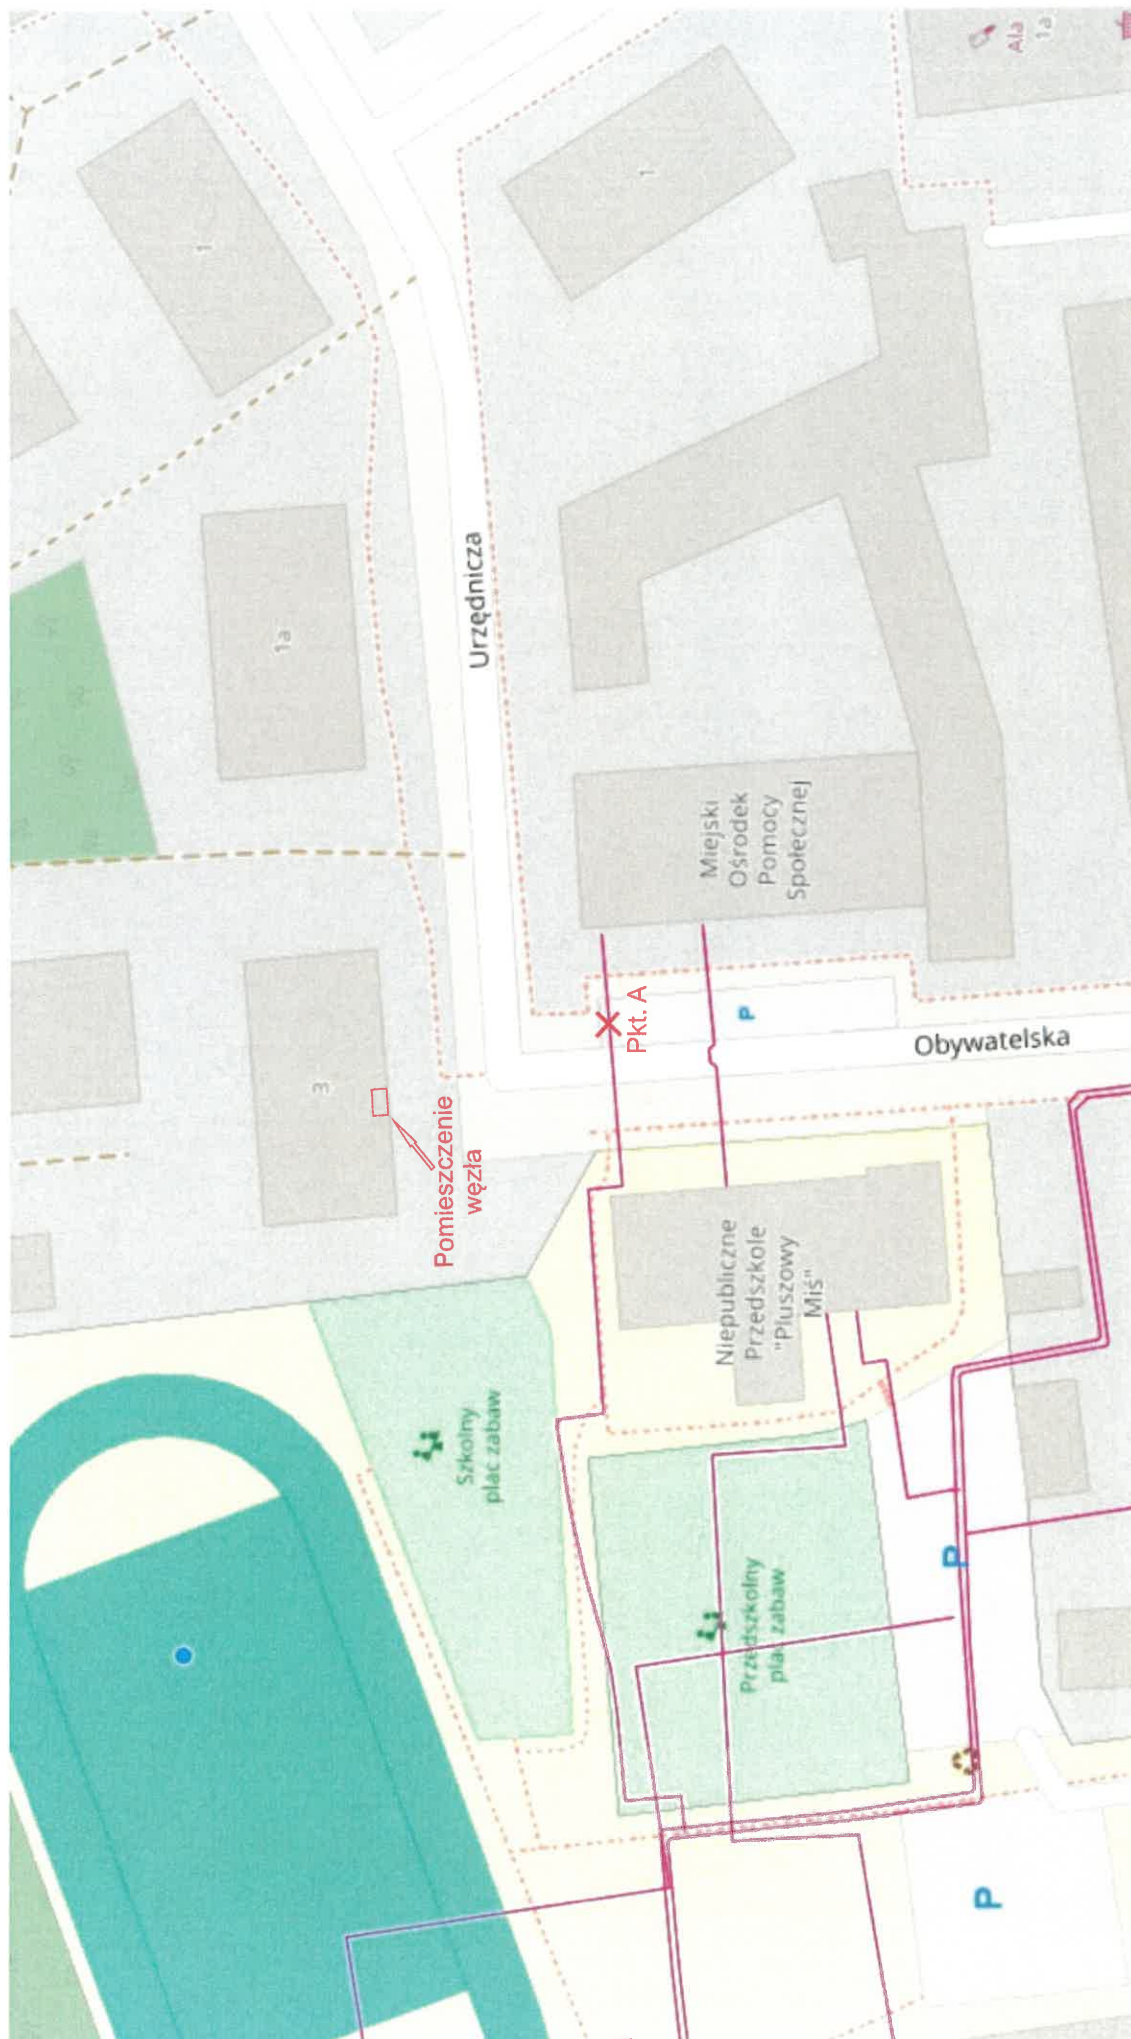 1
1
1a
Urzędnicza
Ala
1a
3
Pomieszczenie
węzła
Pkt. A
Miejski
Ośrodek
Pomocy
Społecznej
P
Obywatelska
Niepubliczne
Przedszkole
"Pluszowy
Miś"
Szkolny
plac zabaw
Przedszkolny
plac zabaw
P
P